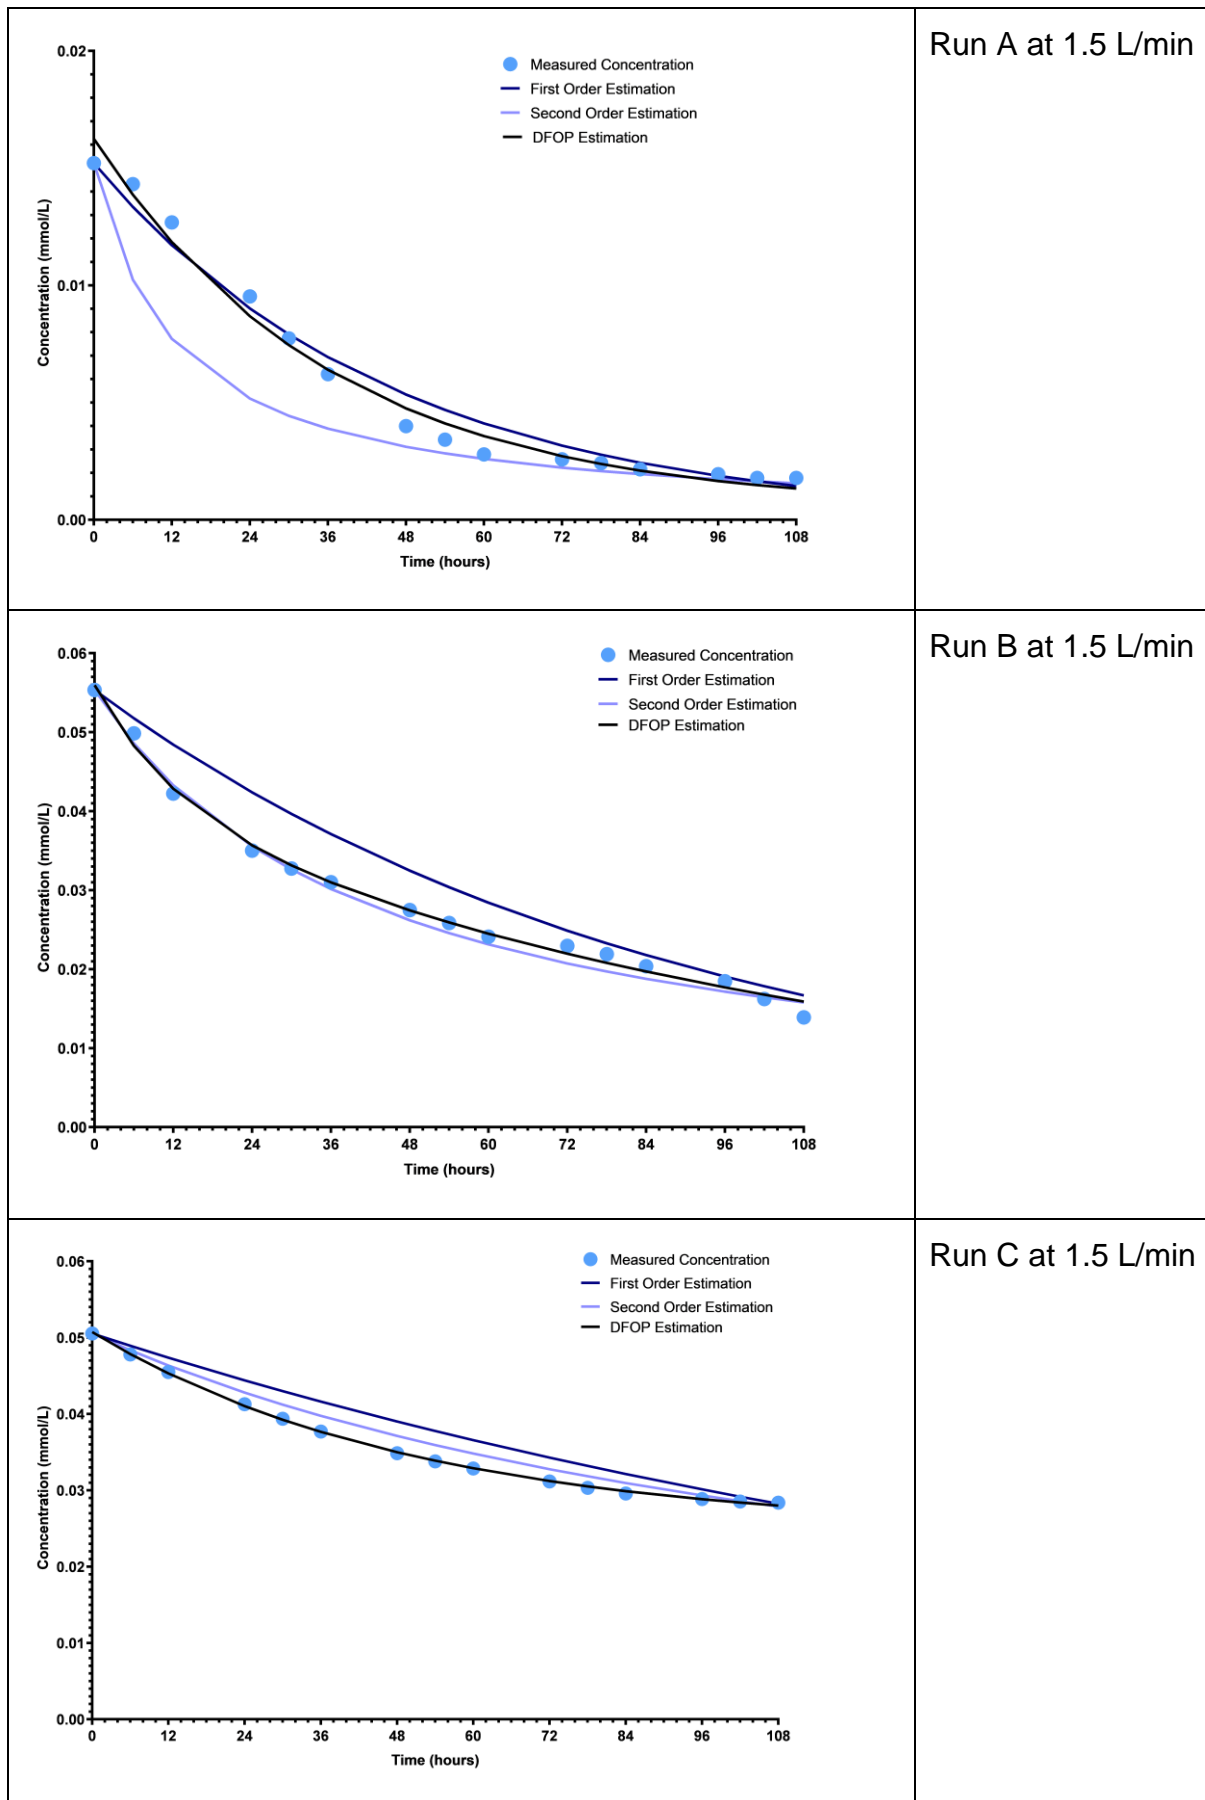 Run A at 1.5 L/min
0.02
Measured Concentration
First Order Estimation
Second Order Estimation
DFOP Estimation
Concentration (mmol/L)
0.01
0.00
0 12 24 36 48 60 72 84 96 108
Time (hours)
Run B at 1.5 L/min
0.06
Measured Concentration
First Order Estimation
Second Order Estimation
DFOP Estimation
0.05
0.04
Concentration (mmol/L)
0.03
0.02
0.01
0.00
0 12 24 36 48 60 72 84 96 108
Time (hours)
Run C at 1.5 L/min
0.06
Measured Concentration
First Order Estimation
Second Order Estimation
DFOP Estimation
0.05
0.04
Concentration (mmol/L)
0.03
0.02
0.01
0.00
0 12 24 36 48 60 72 84 96 108
Time (hours)